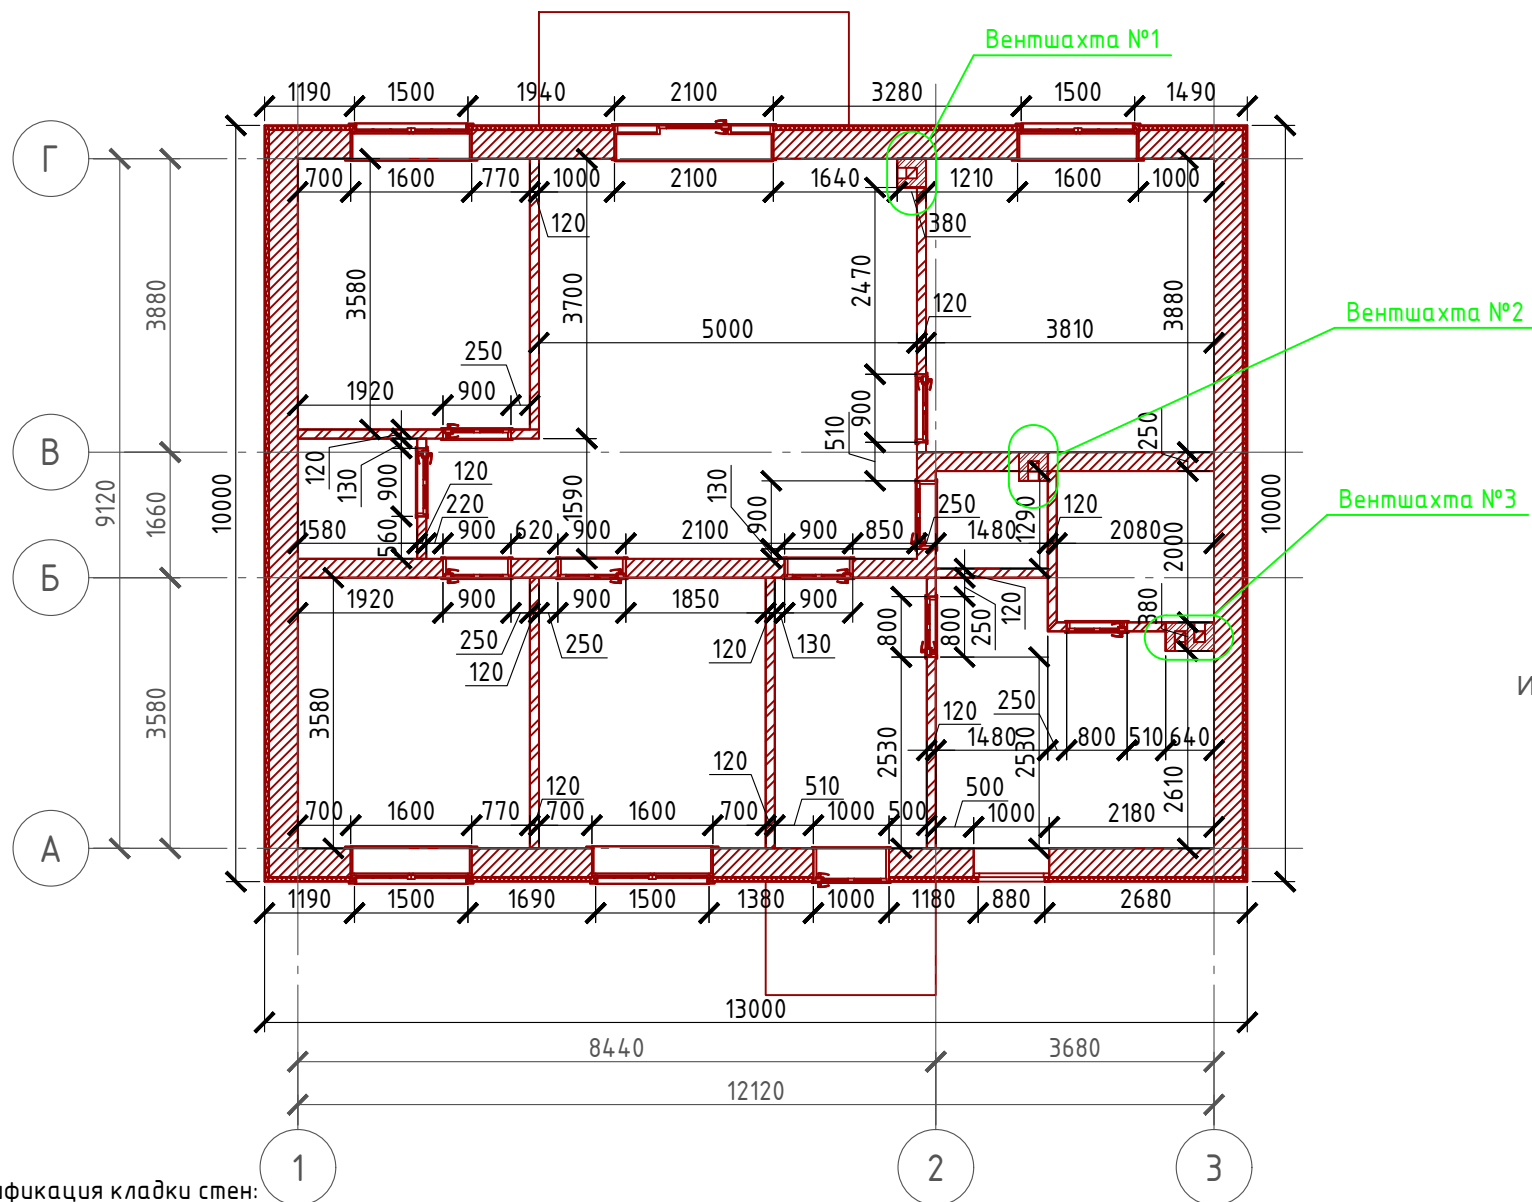 Вентшахта №1
1190 1500 1940 2100 3280 1500 1490
Г
700 1600 770 1000 2100 1640 1210 1600 1000
120 380
3880 3580 3700 2470 120 3880
Вентшахта №2
5000 3810
250
1920 900 900 510 250
В
120 130 900 120 220 130 900
9120 1660 10000 10000
Вентшахта №3
1580 560 900 620 1590 900 2100 900 850 250 1480 1290 120 2080 2000
Б
1920 900 900 1850 900 800 800 250 120 380
250 120 250 120 130
И
3580 3580 2530 120 1480 2530 250 800 510 640 2610
120 120 510 500
700 1600 770 700 1600 700 1000 500 1000 2180
А
1190 1500 1690 1500 1380 1000 1180 880 2680
13000
8440 3680
12120
1 2 3
фикация кладки стен: